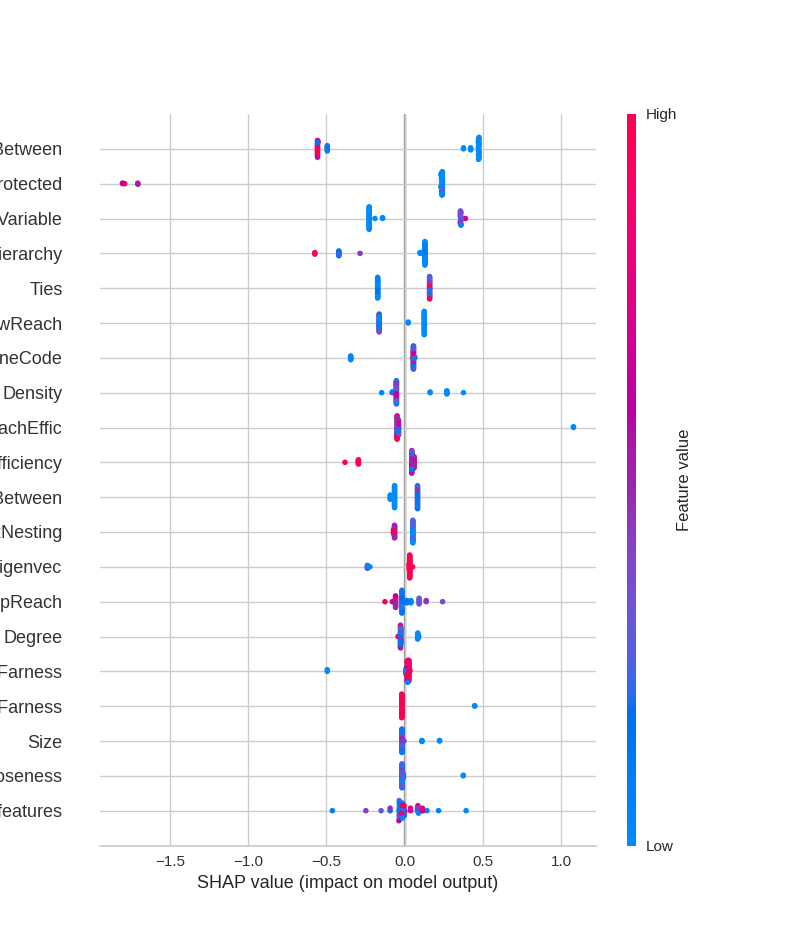 High
Between
rotected
Variable
ierarchy
Ties
wReach
neCode
Density
achEffic
fficiency
Between
Nesting
igenvec
pReach
Degree
Farness
Farness
Size
oseness
features
Low
Feature value
−1.5 −1.0 −0.5 0.0 0.5 1.0
SHAP value (impact on model output)